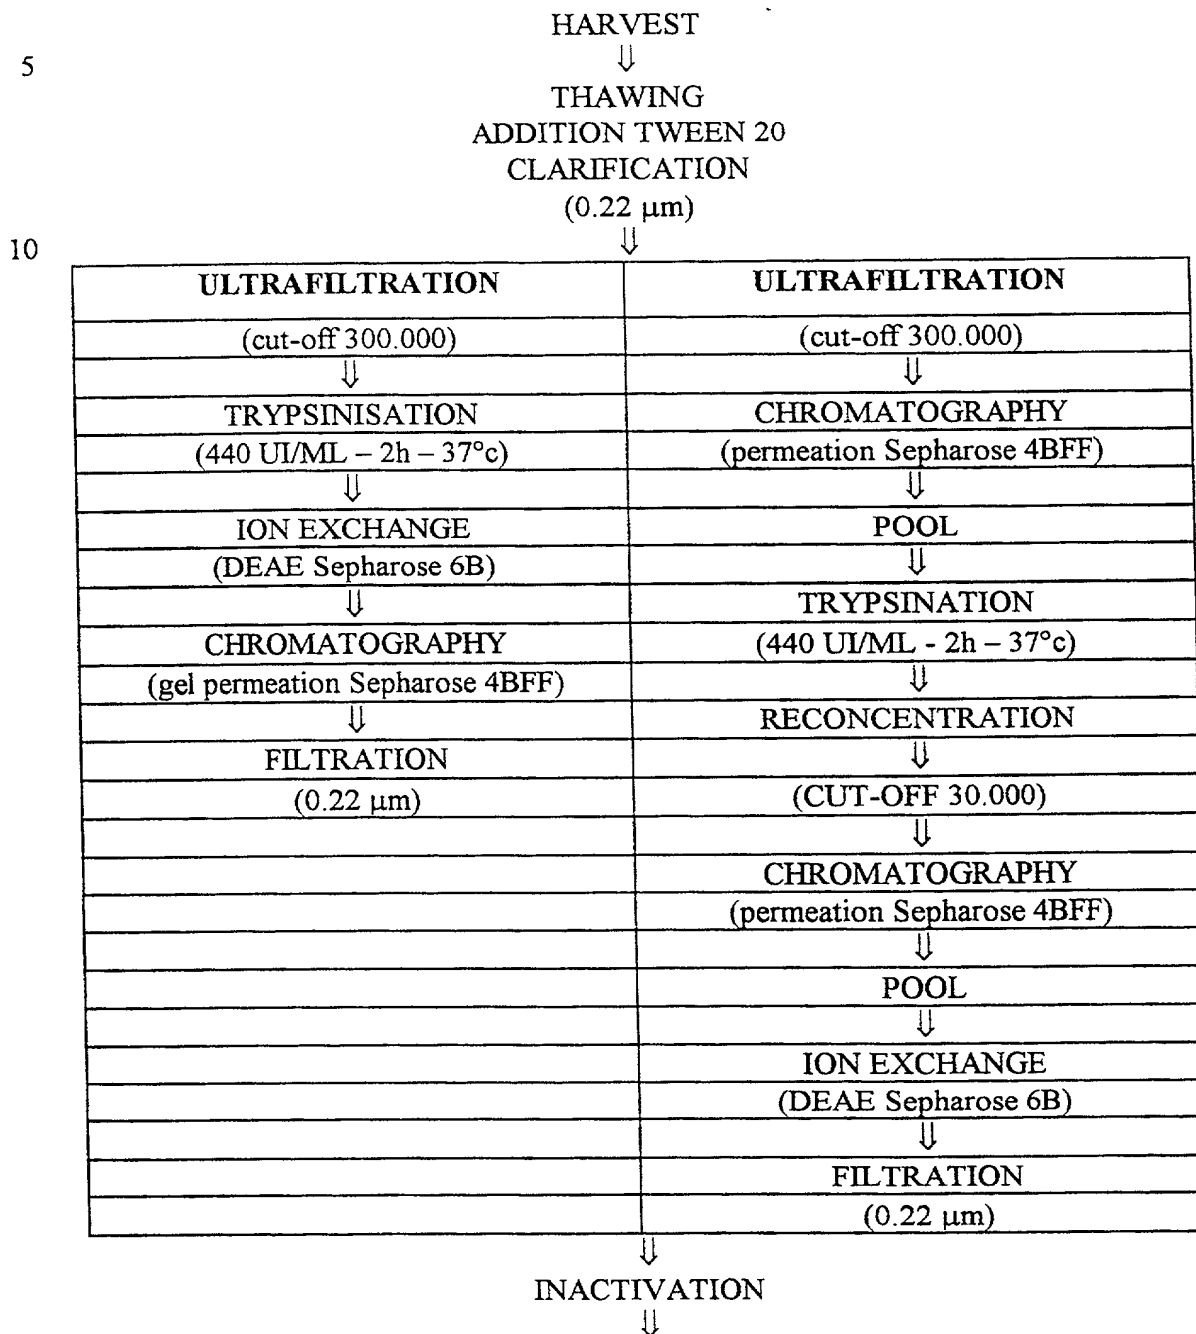 HARVEST
5
⇓
THAWING
ADDITION TWEEN 20
CLARIFICATION
(0.22 µm)
10
⇓
ULTRAFILTRATION ULTRAFILTRATION
(cut-off 300.000) (cut-off 300.000)
⇓ ⇓
TRYPSINISATION CHROMATOGRAPHY
(440 UI/ML – 2h – 37°c) (permeation Sepharose 4BFF)
⇓ ⇓
ION EXCHANGE POOL
(DEAE Sepharose 6B) ⇓
⇓ TRYPSINATION
CHROMATOGRAPHY (440 UI/ML - 2h – 37°c)
(gel permeation Sepharose 4BFF) ⇓
⇓ RECONCENTRATION
FILTRATION ⇓
(0.22 µm) (CUT-OFF 30.000)
⇓
CHROMATOGRAPHY
(permeation Sepharose 4BFF)
⇓
POOL
⇓
ION EXCHANGE
(DEAE Sepharose 6B)
⇓
FILTRATION
(0.22 µm)
⇓
INACTIVATION
⇓